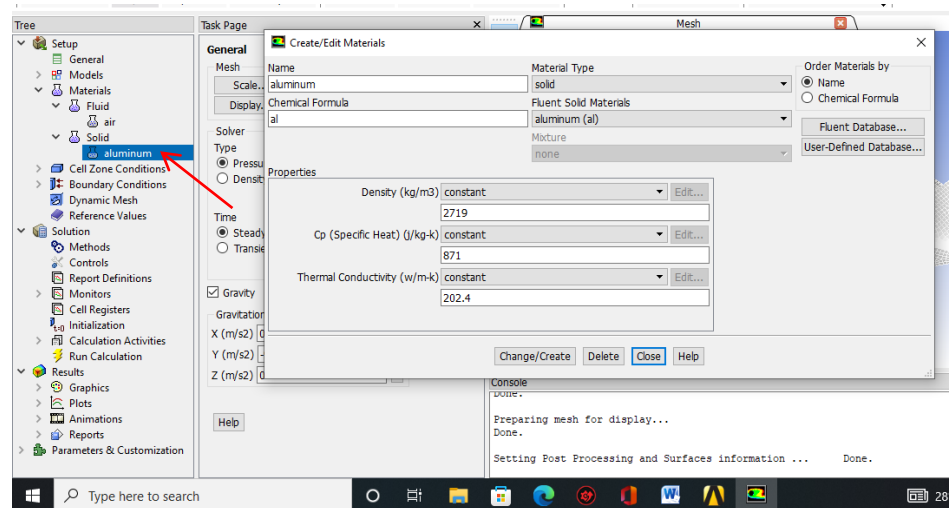 Tree
Setup
General
Models
Materials
Fluid
air
Solid
aluminum
Cell Zone Conditions
Boundary Conditions
Dynamic Mesh
Reference Values
Solution
Methods
Controls
Report Definitions
Monitors
Cell Registers
t=0 Initialization
Calculation Activities
Run Calculation
Results
Graphics
Plots
Animations
Reports
Parameters & Customization
Task Page
General
Mesh
Scale..
Display.
Solver
Type
Pressu
Densit
Time
Steady
Transie
Gravity
Gravitation
X (m/s2) 0
Y (m/s2) -
Z (m/s2) 0
Help
Mesh
Create/Edit Materials
Name
aluminum
Chemical Formula
al
Material Type
solid
Fluent Solid Materials
aluminum (al)
Mixture
none
Order Materials by
Name
Chemical Formula
Fluent Database...
User-Defined Database...
Properties
Density (kg/m3) constant Edit...
2719
Cp (Specific Heat) (j/kg-k) constant Edit...
871
Thermal Conductivity (w/m-k) constant Edit...
202.4
Change/Create Delete Close Help
Console
Done.
Preparing mesh for display...
Done.
Setting Post Processing and Surfaces information ... Done.
Type here to search
W
28